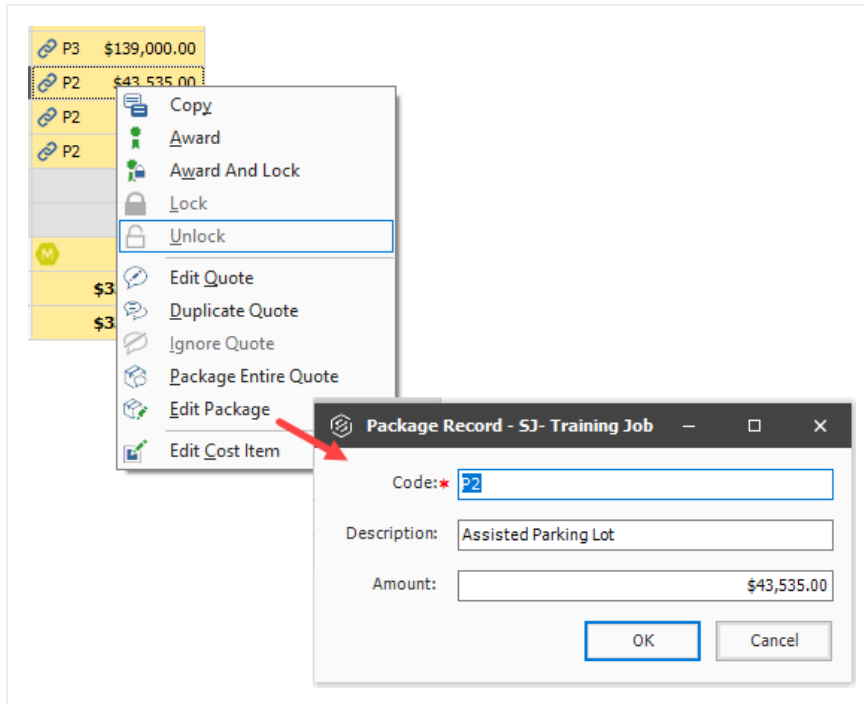 P3 $139,000.00
P2 $43,535.00
P2
P2
M
$3
$3
Copy
Award
Award And Lock
Lock
Unlock
Edit Quote
Duplicate Quote
Ignore Quote
Package Entire Quote
Edit Package
Edit Cost Item
Package Record - SJ- Training Job
Code:* P2
Description: Assisted Parking Lot
Amount: $43,535.00
OK Cancel